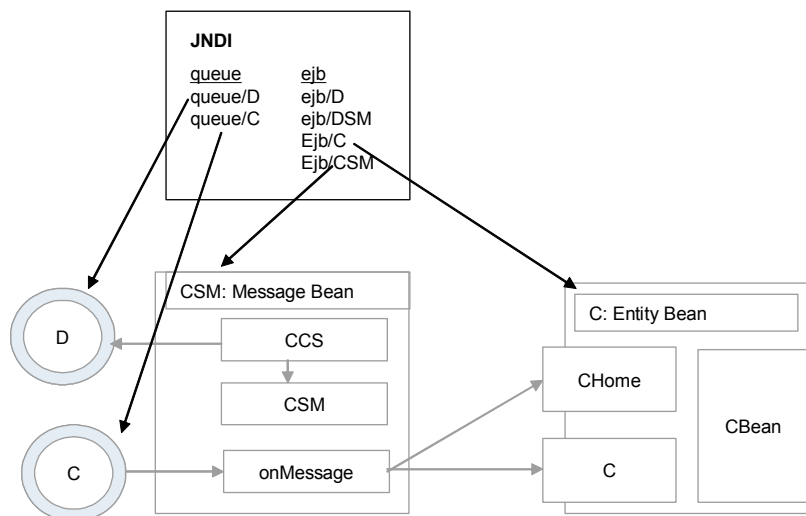 JNDI
queue ejb
queue/D ejb/D
queue/C ejb/DSM
Ejb/C
Ejb/CSM
CSM: Message Bean
C: Entity Bean
D
CCS
CHome
CSM
CBean
C
onMessage
C